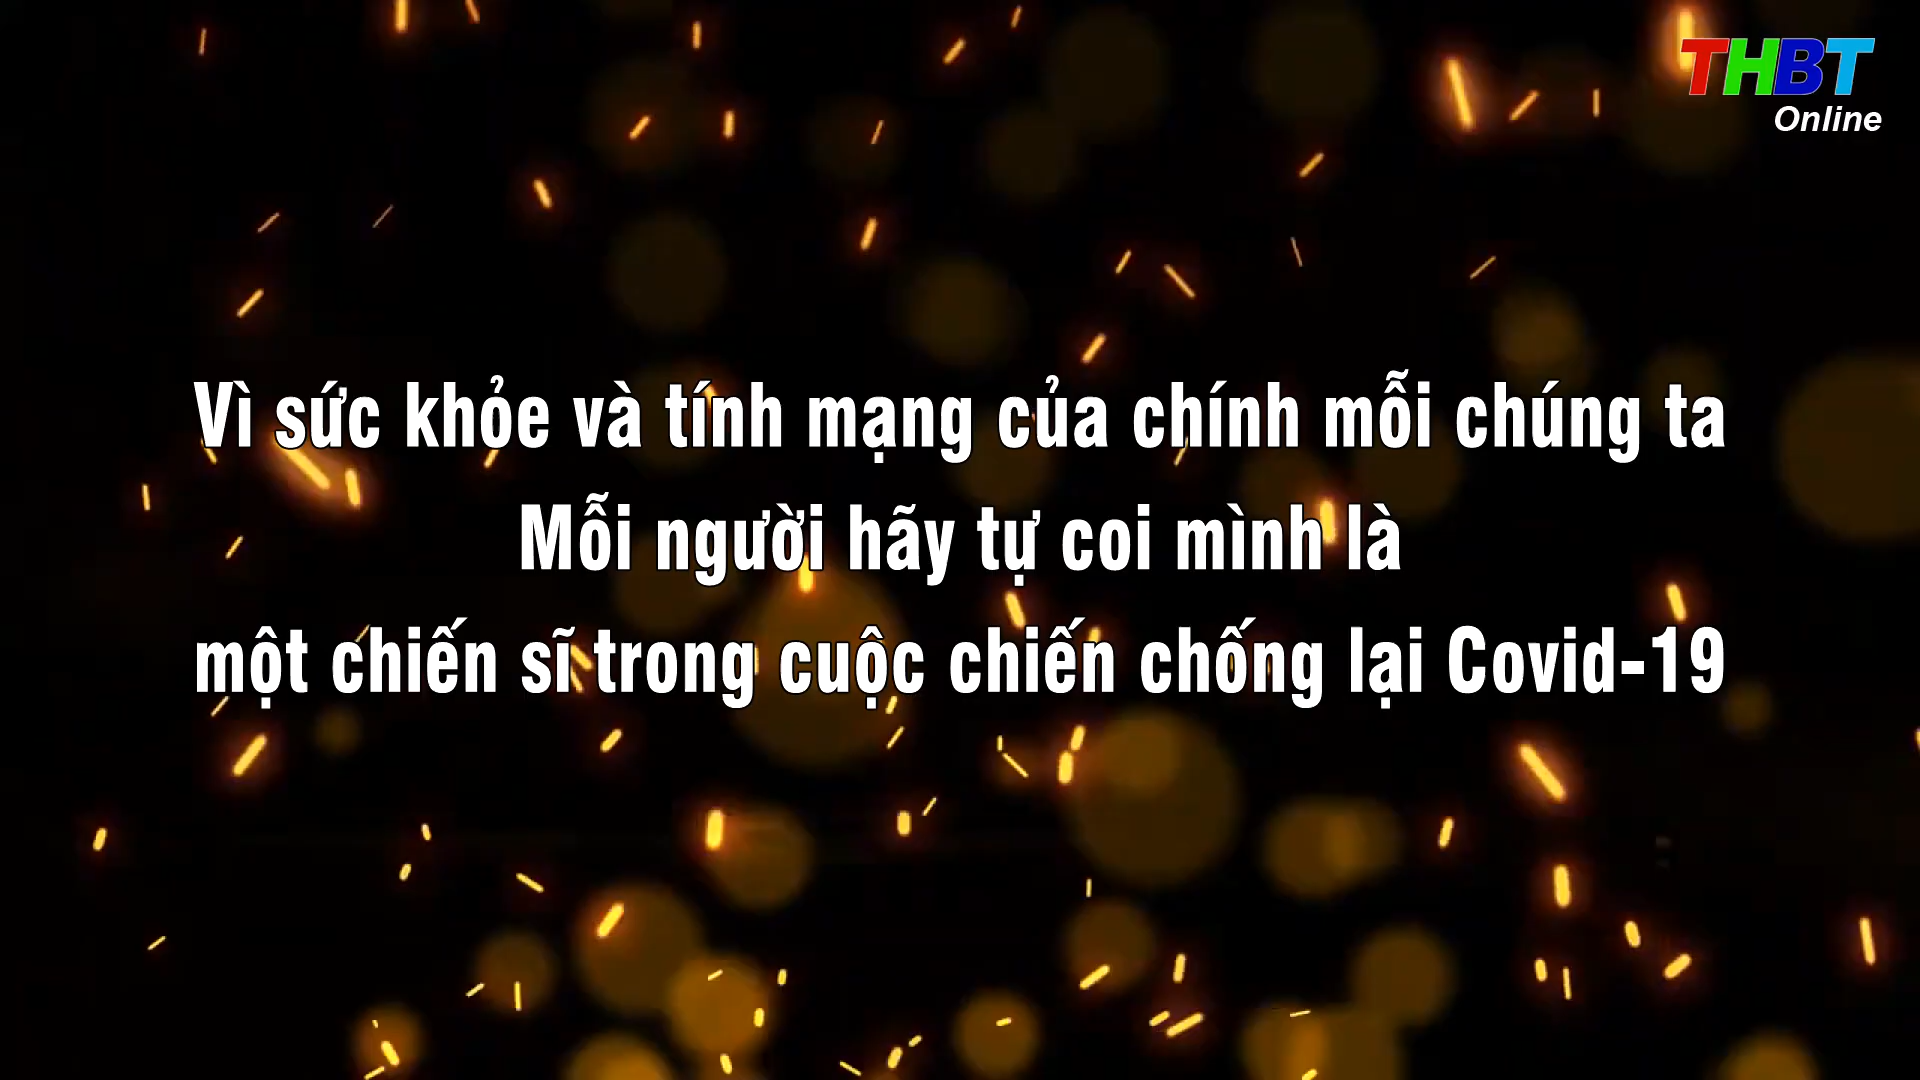 THBT
Online
Vì sức khỏe và tính mạng của chính mỗi chúng ta
Mỗi người hãy tự coi mình là
một chiến sĩ trong cuộc chiến chống lại Covid-19